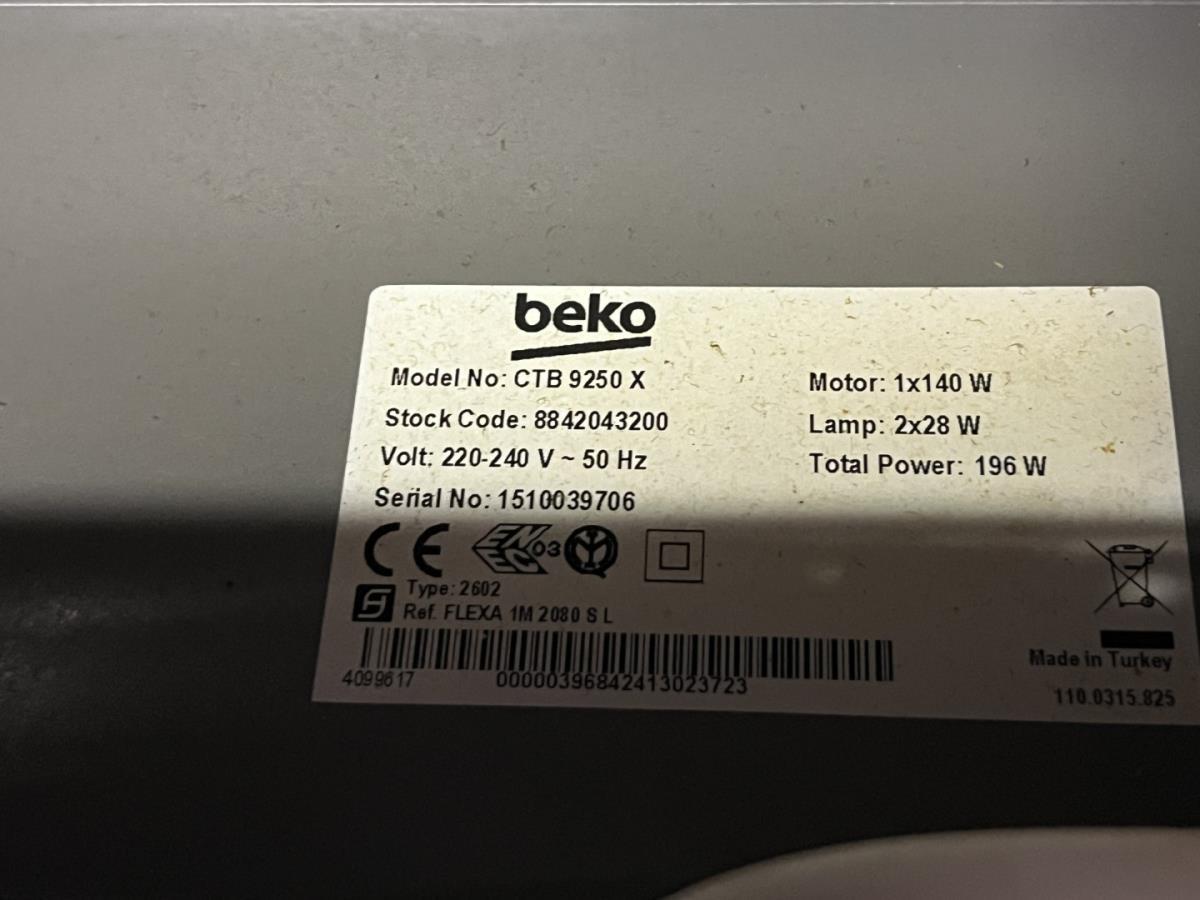 beko
Model No: CTB 9250 X
Stock Code: 8842043200
Volt: 220-240 V ~ 50 Hz
Serial No: 1510039706
Motor: 1x140 W
Lamp: 2x28 W
Total Power: 196 W
CE ENEC 03
Type: 2602
Ref. FLEXA 1M 2080 S L
4099617
00000396842413023723
Made in Turkey
110.0315.825